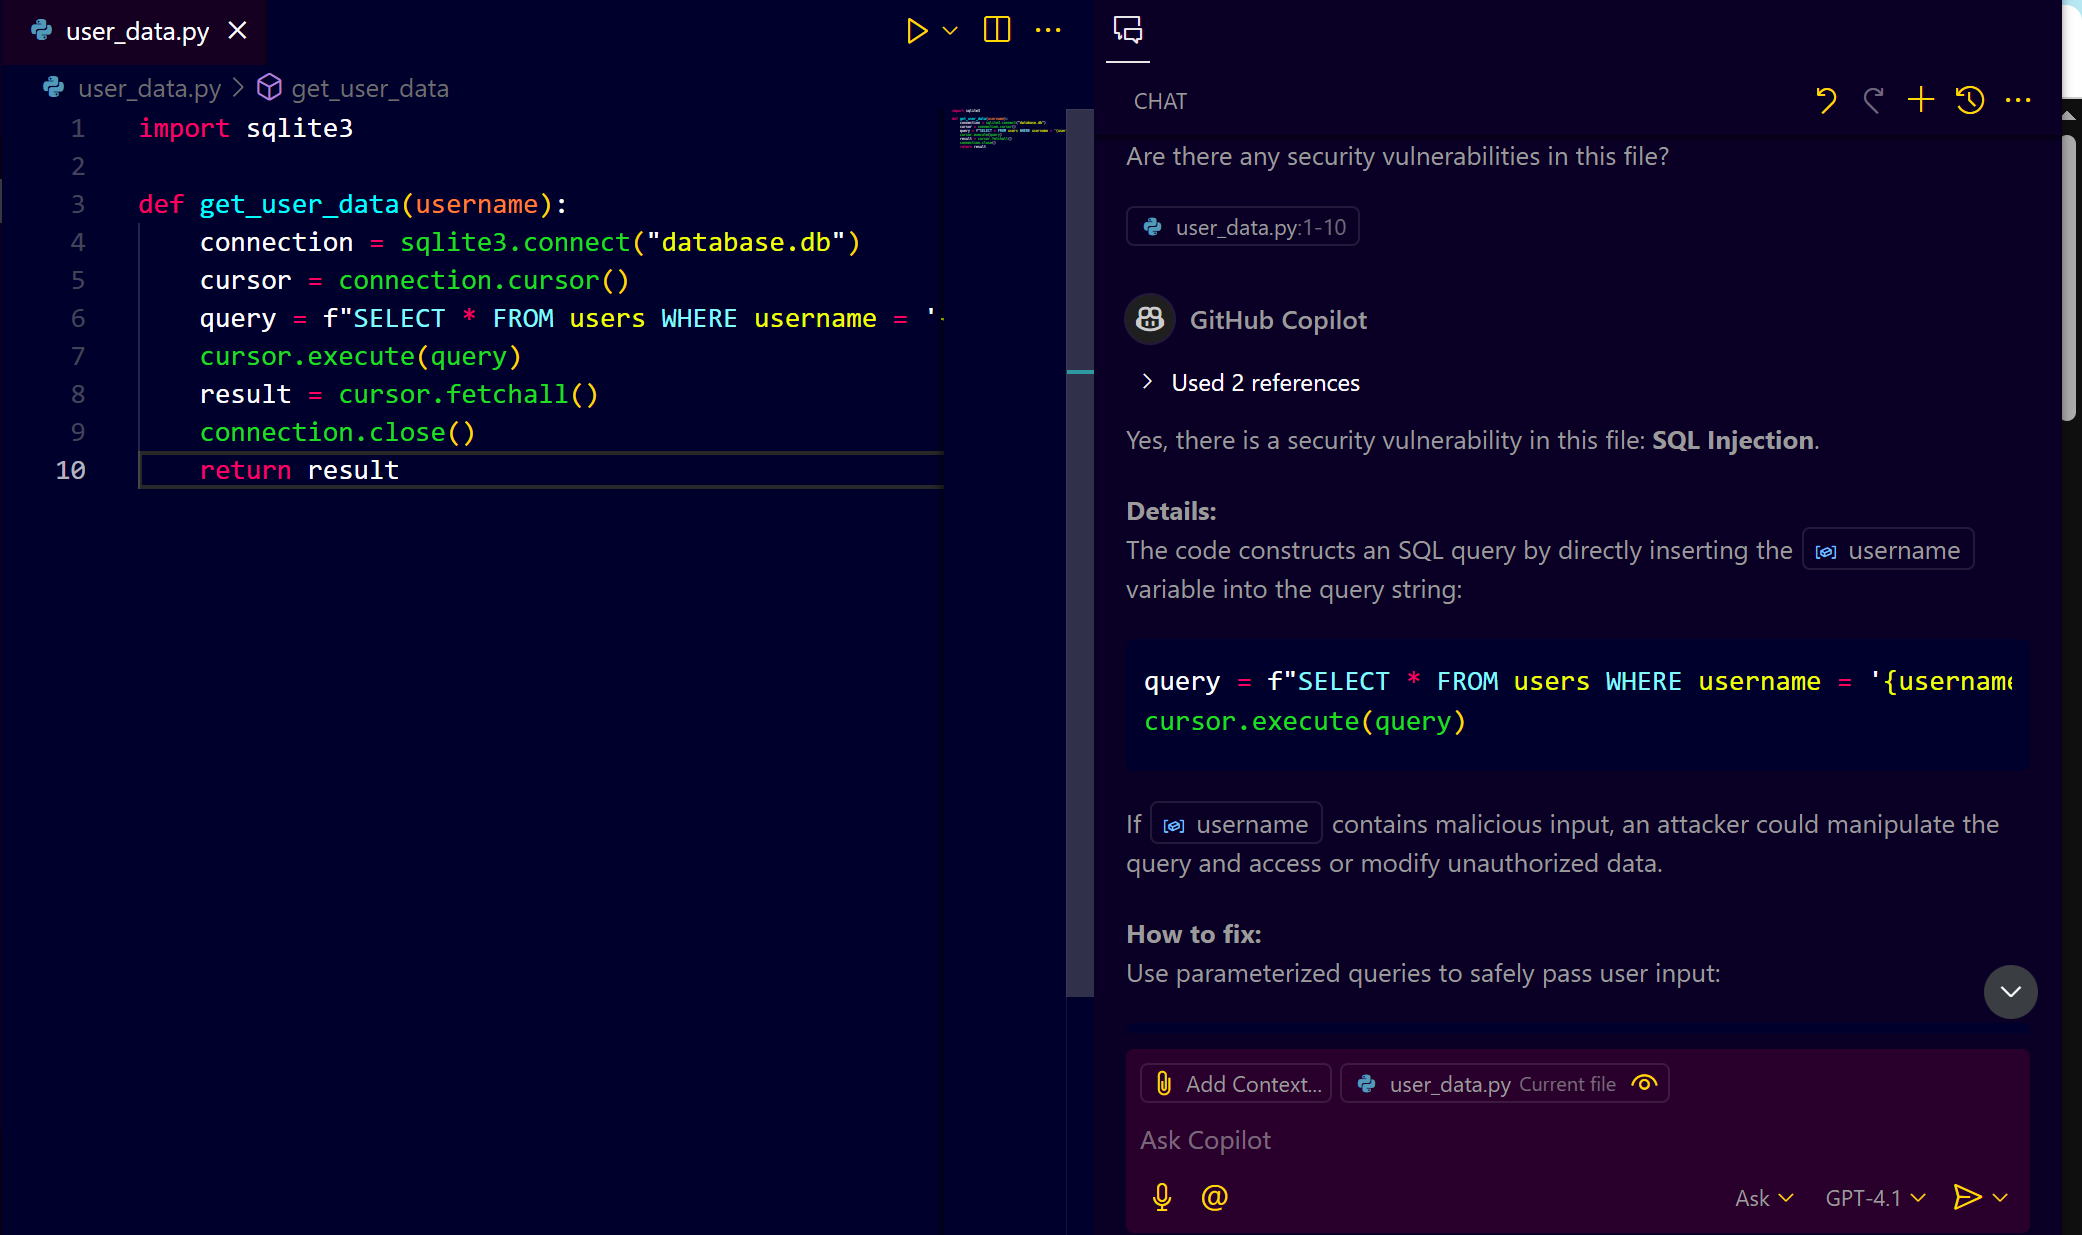 user_data.py
user_data.py > get_user_data
1 import sqlite3
2
3 def get_user_data(username):
4 connection = sqlite3.connect("database.db")
5 cursor = connection.cursor()
6 query = f"SELECT * FROM users WHERE username = '
7 cursor.execute(query)
8 result = cursor.fetchall()
9 connection.close()
10 return result
CHAT
Are there any security vulnerabilities in this file?
user_data.py:1-10
GitHub Copilot
Used 2 references
Yes, there is a security vulnerability in this file: SQL Injection.
Details:
The code constructs an SQL query by directly inserting the username
variable into the query string:
query = f"SELECT * FROM users WHERE username = '{username
cursor.execute(query)
If username contains malicious input, an attacker could manipulate the
query and access or modify unauthorized data.
How to fix:
Use parameterized queries to safely pass user input:
Add Context...
user_data.py Current file
Ask Copilot
@
Ask
GPT-4.1